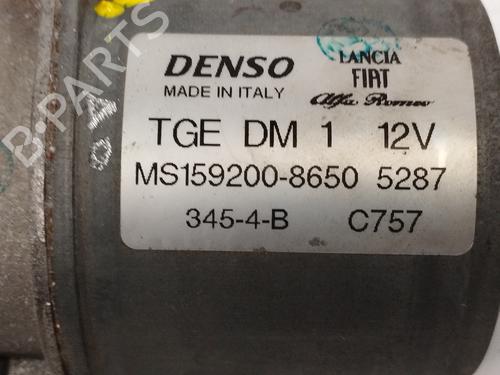 B-PARTS
DENSO
MADE IN ITALY
LANCIA
FIAT
Alfa Romeo
TGE DM 1 12V
MS159200-8650 5287
345-4-B C757